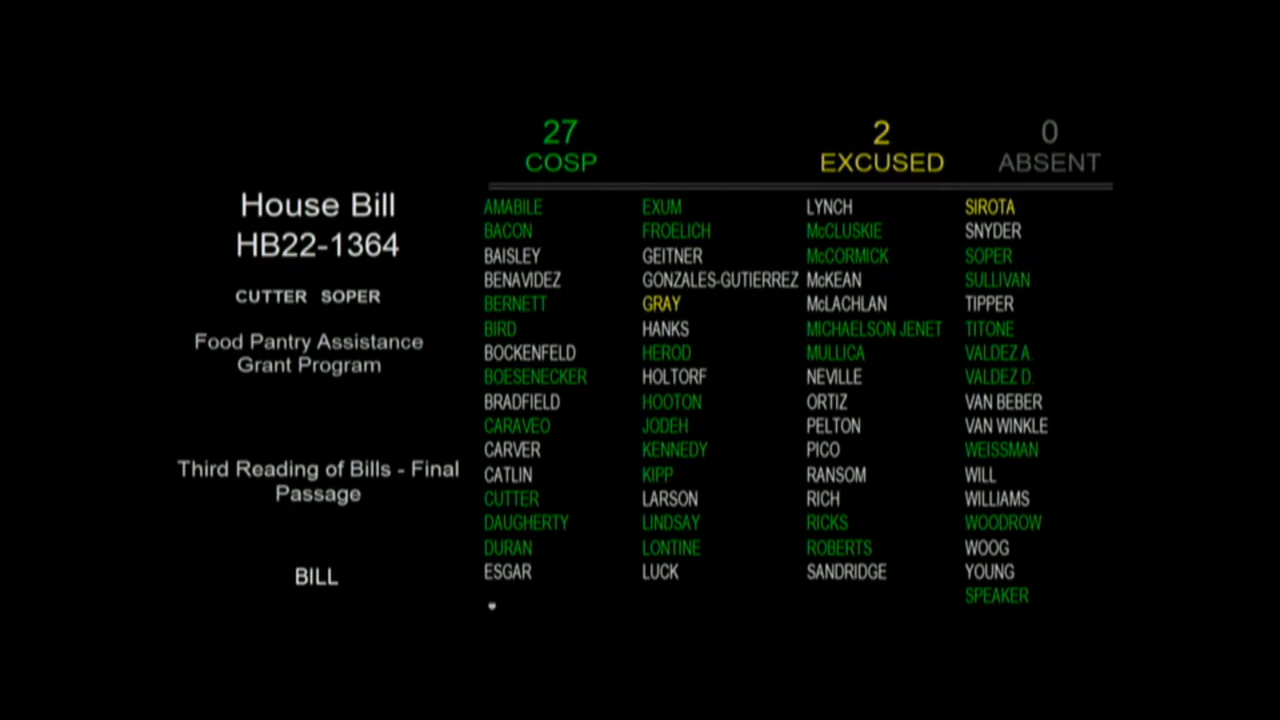 27 2 0
COSP EXCUSED ABSENT
House Bill
HB22-1364
CUTTER SOPER
Food Pantry Assistance
Grant Program
Third Reading of Bills - Final
Passage
BILL
AMABILE EXUM LYNCH SIROTA
BACON FROELICH McCLUSKIE SNYDER
BAISLEY GEITNER McCORMICK SOPER
BENAVIDEZ GONZALES-GUTIERREZ McKEAN SULLIVAN
BERNETT GRAY McLACHLAN TIPPER
BIRD HANKS MICHAELSON JENET TITONE
BOCKENFELD HEROD MULLICA VALDEZ A.
BOESENECKER HOLTORF NEVILLE VALDEZ D.
BRADFIELD HOOTON ORTIZ VAN BEBER
CARAVEO JODEH PELTON VAN WINKLE
CARVER KENNEDY PICO WEISSMAN
CATLIN KIPP RANSOM WILL
CUTTER LARSON RICH WILLIAMS
DAUGHERTY LINDSAY RICKS WOODROW
DURAN LONTINE ROBERTS WOOG
ESGAR LUCK SANDRIDGE YOUNG
SPEAKER